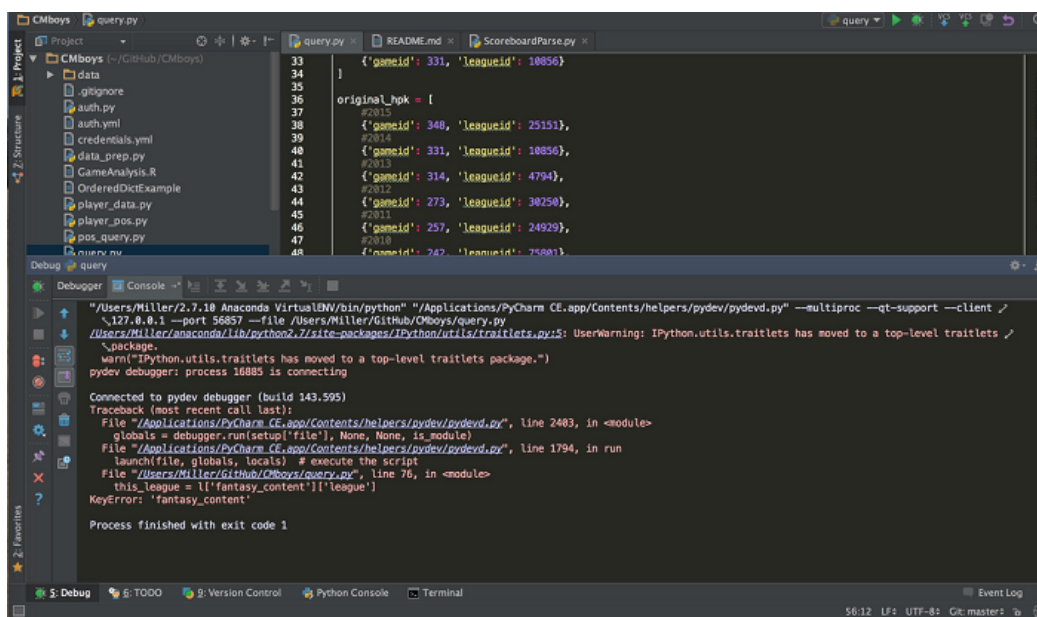 CMboys query.py
query
VCS VCS
1: Project
Project
query.py × README.md × ScoreboardParse.py ×
CMboys (~/GitHub/CMboys)
data
.gitignore
auth.py
auth.yml
credentials.yml
data_prep.py
GameAnalysis.R
OrderedDictExample
player_data.py
player_pos.py
pos_query.py
query.py
Z: Structure
33 {'gameid': 331, 'leagueid': 10856}
34 ]
35
36 original_hpk = [
37 #2015
38 {'gameid': 348, 'leagueid': 25151},
39 #2014
40 {'gameid': 331, 'leagueid': 10856},
41 #2013
42 {'gameid': 314, 'leagueid': 4794},
43 #2012
44 {'gameid': 273, 'leagueid': 30250},
45 #2011
46 {'gameid': 257, 'leagueid': 24929},
47 #2010
48 {'gameid': 242, 'leagueid': 75801},
Debug query
Debugger Console
"/Users/Miller/2.7.10 Anaconda VirtualENV/bin/python" "/Applications/PyCharm CE.app/Contents/helpers/pydev/pydevd.py" --multiproc --qt-support --client
127.0.0.1 --port 56857 --file /Users/Miller/GitHub/CMboys/query.py
/Users/Miller/anaconda/lib/python2.7/site-packages/IPython/utils/traitlets.py:5: UserWarning: IPython.utils.traitlets has moved to a top-level traitlets
package.
warn("IPython.utils.traitlets has moved to a top-level traitlets package.")
pydev debugger: process 16885 is connecting
Connected to pydev debugger (build 143.595)
Traceback (most recent call last):
File "/Applications/PyCharm CE.app/Contents/helpers/pydev/pydevd.py", line 2403, in <module>
globals = debugger.run(setup['file'], None, None, is_module)
File "/Applications/PyCharm CE.app/Contents/helpers/pydev/pydevd.py", line 1794, in run
launch(file, globals, locals) # execute the script
File "/Users/Miller/GitHub/CMboys/query.py", line 76, in <module>
this_league = l['fantasy_content']['league']
KeyError: 'fantasy_content'
Process finished with exit code 1
2: Favorites
5: Debug 6: TODO 9: Version Control Python Console Terminal Event Log
56:12 LF UTF-8 Git: master